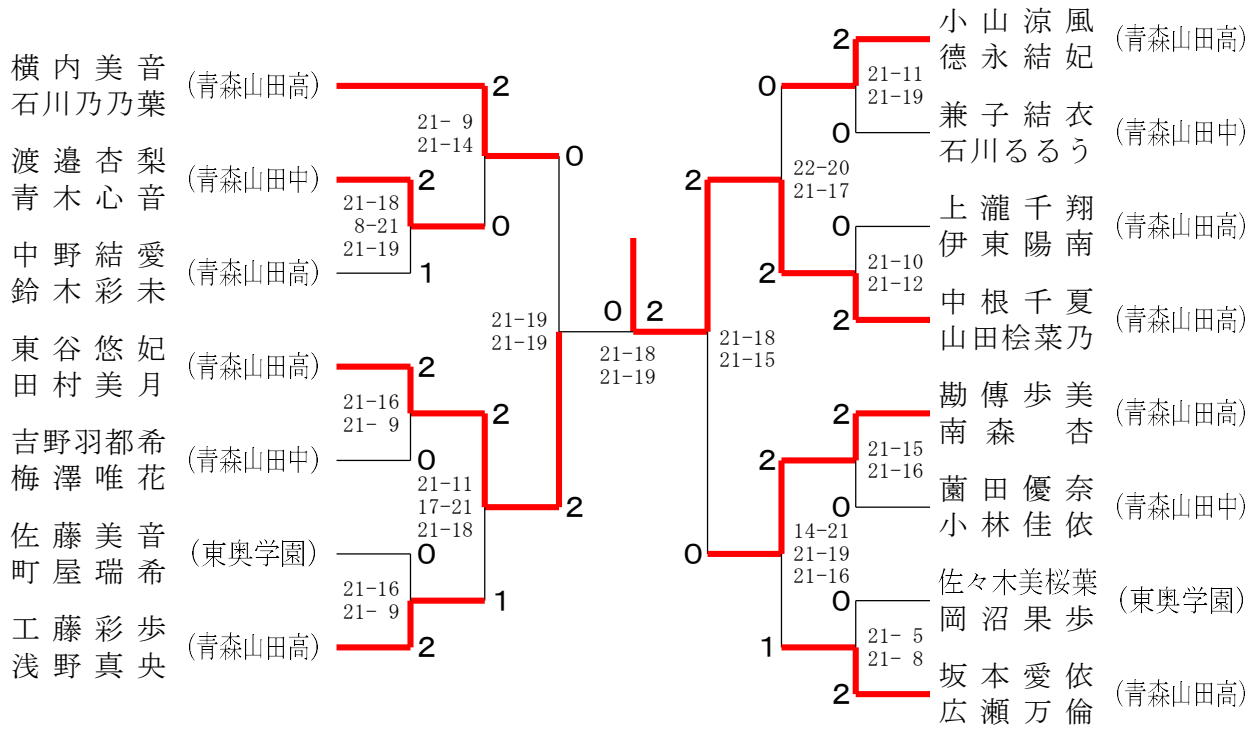 横内美音
石川乃乃葉
(青森山田高)
渡邉杏梨
青木心音
(青森山田中)
中野結愛
鈴木彩未
(青森山田高)
東谷悠妃
田村美月
(青森山田高)
吉野羽都希
梅澤唯花
(青森山田中)
佐藤美音
町屋瑞希
(東奥学園)
工藤彩歩
浅野真央
(青森山田高)
2
21- 9
21-14
0
2
21-18
8-21
21-19
0
1
21-19
21-19
2
21-16
21- 9
2
0
21-11
17-21
21-18
2
0
21-16
21- 9
1
2
0
2
21-18
21-19
2
21-18
21-15
0
0
22-20
21-17
2
2
21-11
21-19
0
0
21-10
21-12
2
2
14-21
21-19
21-16
1
2
21-15
21-16
0
0
21- 5
21- 8
2
小山涼風
德永結妃
(青森山田高)
兼子結衣
石川るるう
(青森山田中)
上瀧千翔
伊東陽南
(青森山田高)
中根千夏
山田桧菜乃
(青森山田高)
勘傳歩美
南森 杏
(青森山田高)
薗田優奈
小林佳依
(青森山田中)
佐々木美桜葉
岡沼果歩
(東奥学園)
坂本愛依
広瀬万倫
(青森山田高)